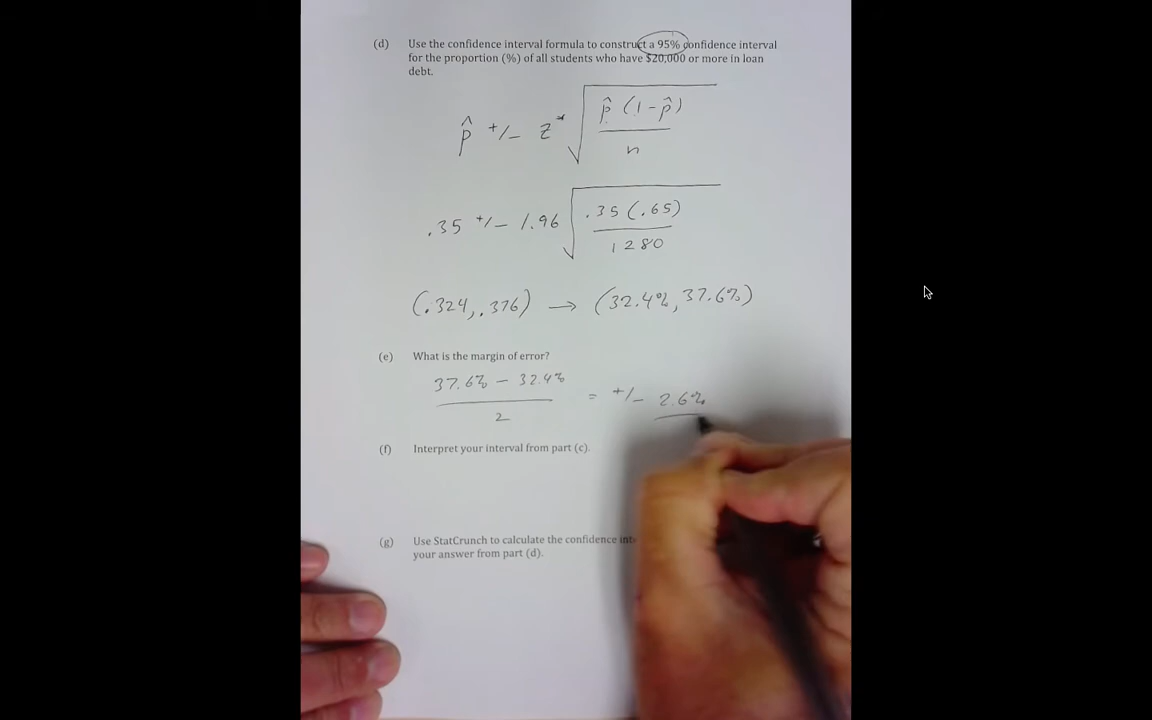 (d) Use the confidence interval formula to construct a 95% confidence interval
for the proportion (%) of all students who have $20,000 or more in loan
debt.
p̂ +/- z* √ p̂ (1-p̂)
n
.35 +/- 1.96 √ .35 (.65)
1280
(.324, .376) → (32.4%, 37.6%)
(e) What is the margin of error?
37.6% - 32.4%
2
= +/- 2.6%
(f) Interpret your interval from part (c).
(g) Use StatCrunch to calculate the confidence
your answer from part (d).